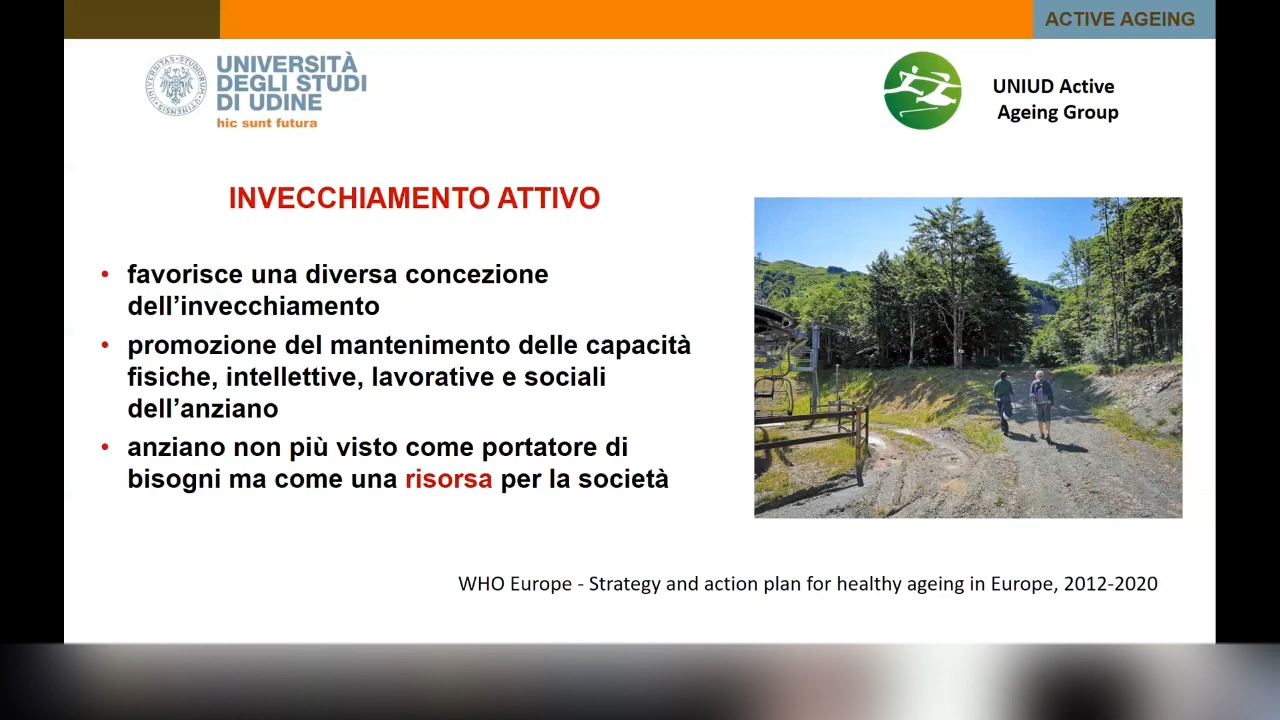 ACTIVE AGEING
UNIVERSITÀ
DEGLI STUDI
DI UDINE
hic sunt futura
UNIUD Active
Ageing Group
INVECCHIAMENTO ATTIVO
• favorisce una diversa concezione
dell’invecchiamento
• promozione del mantenimento delle capacità
fisiche, intellettive, lavorative e sociali
dell’anziano
• anziano non più visto come portatore di
bisogni ma come una risorsa per la società
WHO Europe - Strategy and action plan for healthy ageing in Europe, 2012-2020